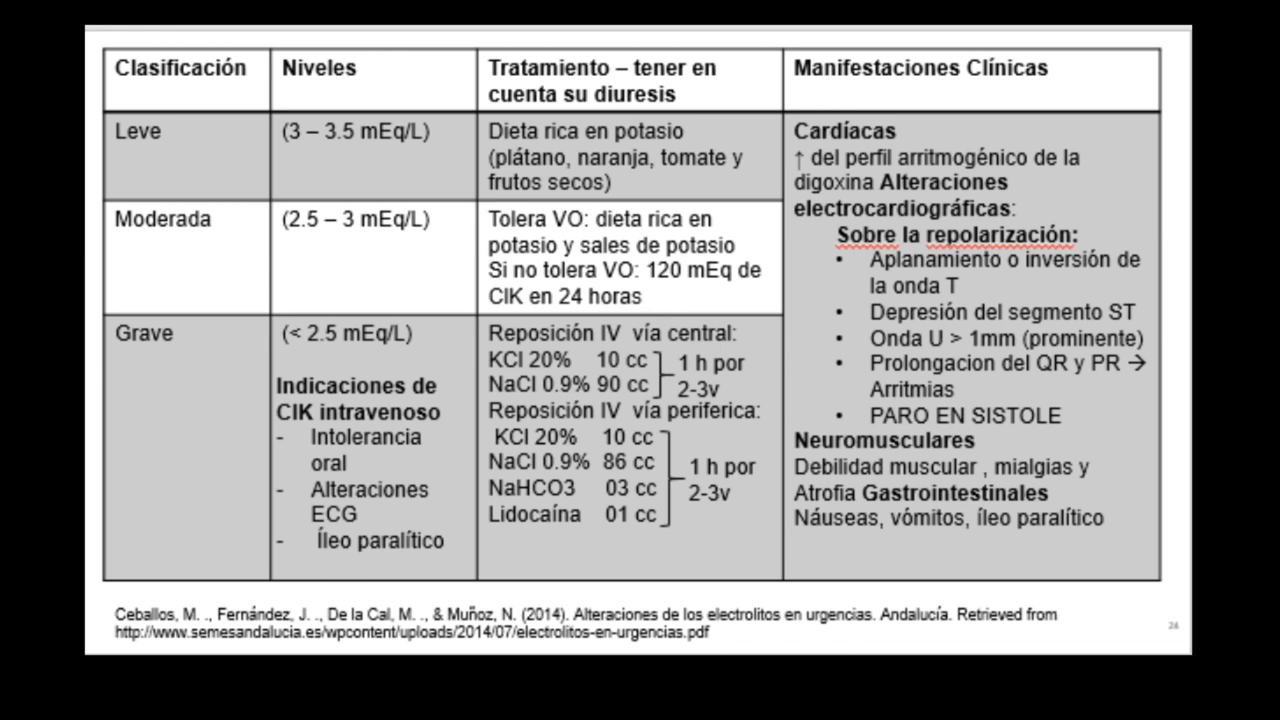 Clasificación
Niveles
Tratamiento – tener en
cuenta su diuresis
Manifestaciones Clínicas
Leve
(3 – 3.5 mEq/L)
Dieta rica en potasio
(plátano, naranja, tomate y
frutos secos)
Moderada
(2.5 – 3 mEq/L)
Tolera VO: dieta rica en
potasio y sales de potasio
Si no tolera VO: 120 mEq de
ClK en 24 horas
Grave
(< 2.5 mEq/L)
Indicaciones de
ClK intravenoso
- Intolerancia
oral
- Alteraciones
ECG
- Íleo paralítico
Reposición IV vía central:
KCl 20% 10 cc
NaCl 0.9% 90 cc
1 h por
2-3v
Reposición IV vía periferica:
KCl 20% 10 cc
NaCl 0.9% 86 cc
NaHCO3 03 cc
Lidocaína 01 cc
1 h por
2-3v
Cardíacas
↑ del perfil arritmogénico de la
digoxina Alteraciones
electrocardiográficas:
Sobre la repolarización:
• Aplanamiento o inversión de
la onda T
• Depresión del segmento ST
• Onda U > 1mm (prominente)
• Prolongacion del QR y PR →
Arritmias
• PARO EN SISTOLE
Neuromusculares
Debilidad muscular , mialgias y
Atrofia Gastrointestinales
Náuseas, vómitos, íleo paralítico
Ceballos, M. ., Fernández, J. ., De la Cal, M. ., & Muñoz, N. (2014). Alteraciones de los electrolitos en urgencias. Andalucía. Retrieved from
http://www.semesandalucia.es/wpcontent/uploads/2014/07/electrolitos-en-urgencias.pdf
26